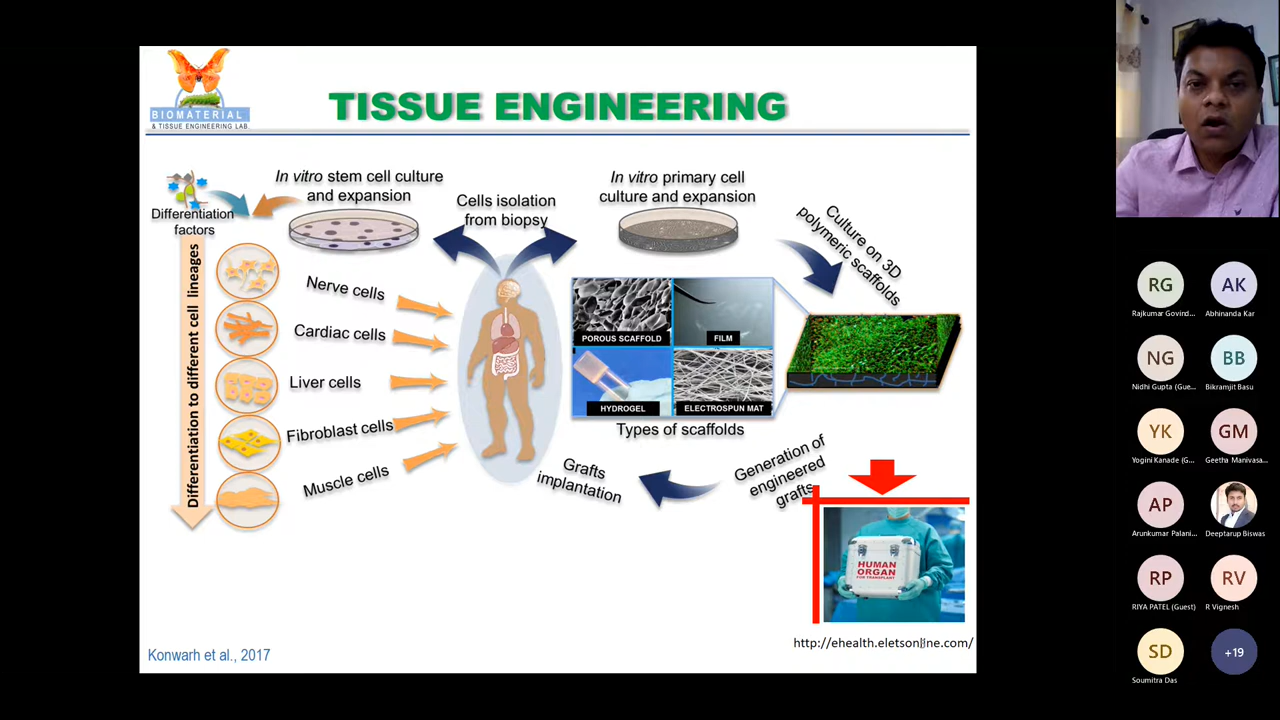 BIOMATERIAL
& TISSUE ENGINEERING LAB.
TISSUE ENGINEERING
Differentiation
factors
In vitro stem cell culture
and expansion
Cells isolation
from biopsy
In vitro primary cell
culture and expansion
Culture on 3D
polymeric scaffolds
Differentiation to different cell lineages
Nerve cells
Cardiac cells
Liver cells
Fibroblast cells
Muscle cells
POROUS SCAFFOLD
FILM
HYDROGEL
ELECTROSPUN MAT
Types of scaffolds
Generation of
engineered
grafts
Grafts
implantation
HUMAN
ORGAN
FOR TRANSPLANT
http://ehealth.eletsonline.com/
Konwarh et al., 2017
RG
Rajkumar Govind...
AK
Abhinanda Kar
NG
Nidhi Gupta (Gue...
BB
Bikramjit Basu
YK
Yogini Kanade (G...
GM
Geetha Manivasa...
AP
Arunkumar Palani...
Deeptarup Biswas
RP
RIYA PATEL (Guest)
RV
R Vignesh
SD
Soumitra Das
+19